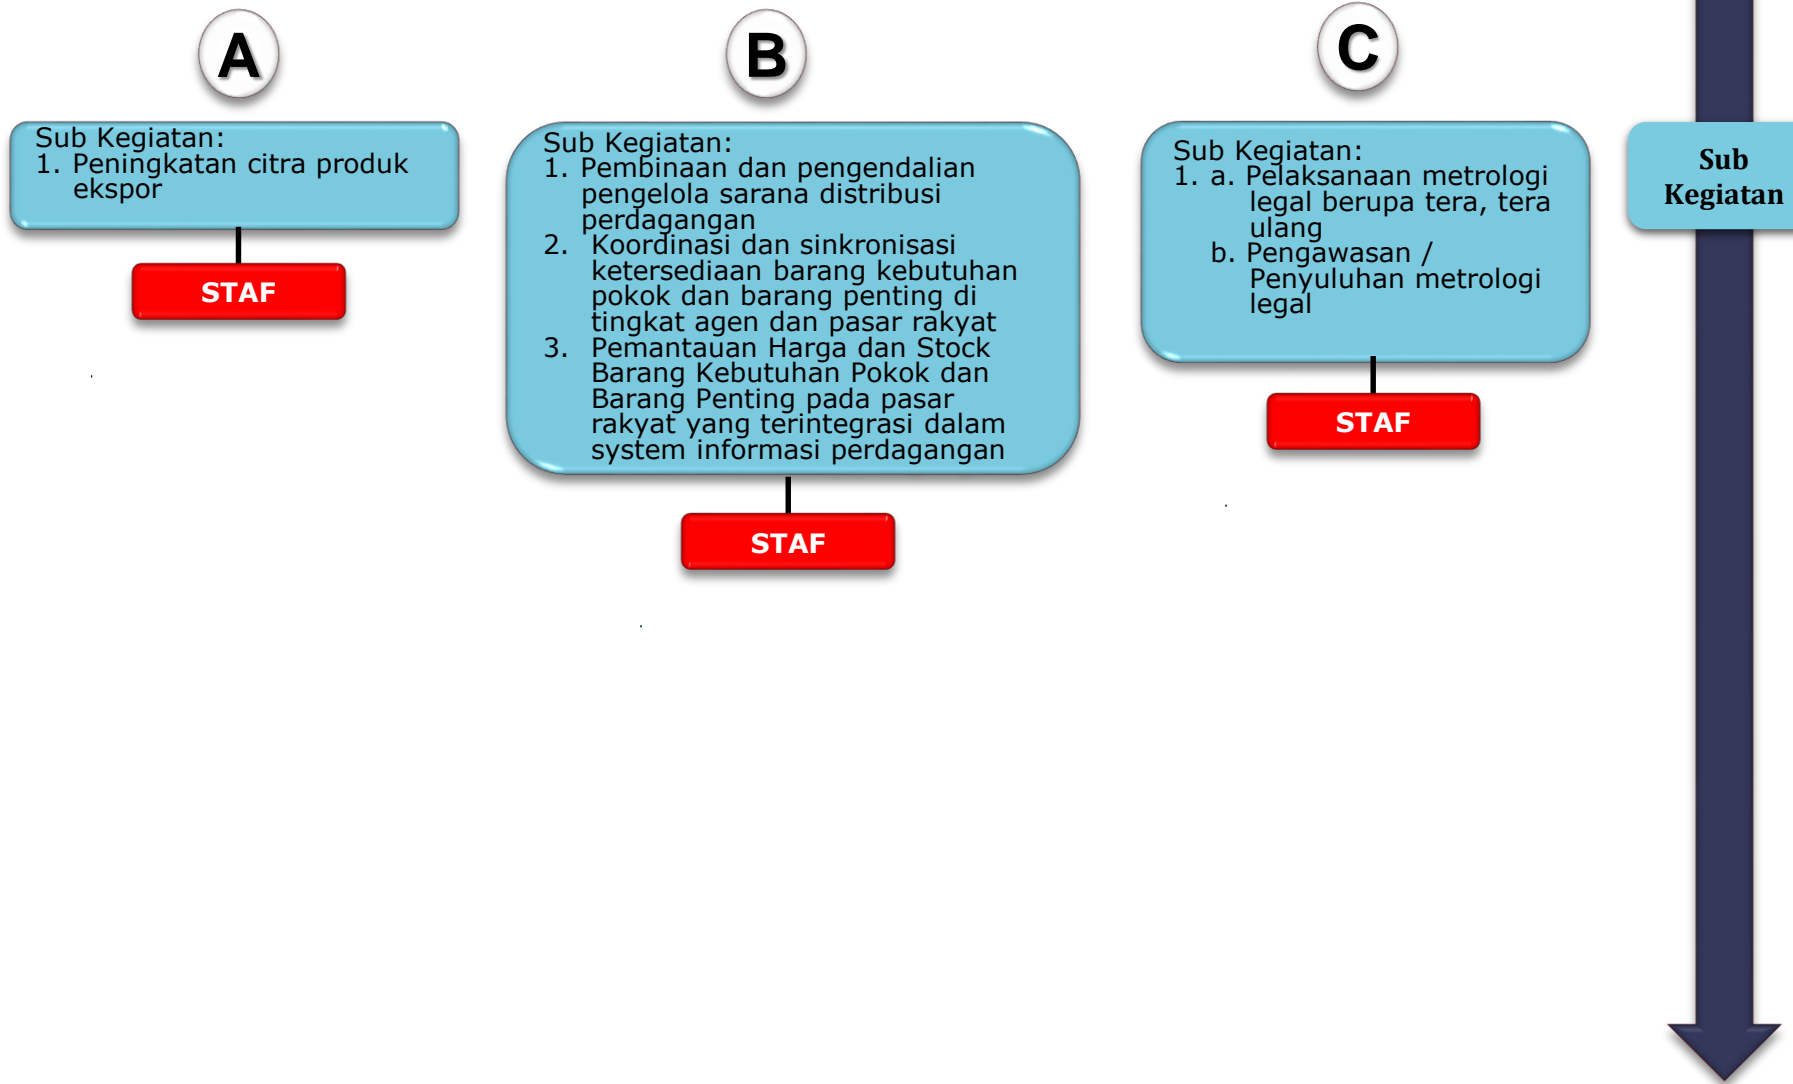 A
Sub Kegiatan:
1. Peningkatan citra produk
ekspor
STAF
B
Sub Kegiatan:
1. Pembinaan dan pengendalian
pengelola sarana distribusi
perdagangan
2. Koordinasi dan sinkronisasi
ketersediaan barang kebutuhan
pokok dan barang penting di
tingkat agen dan pasar rakyat
3. Pemantauan Harga dan Stock
Barang Kebutuhan Pokok dan
Barang Penting pada pasar
rakyat yang terintegrasi dalam
system informasi perdagangan
STAF
C
Sub Kegiatan:
1. a. Pelaksanaan metrologi
legal berupa tera, tera
ulang
b. Pengawasan /
Penyuluhan metrologi
legal
STAF
Sub
Kegiatan